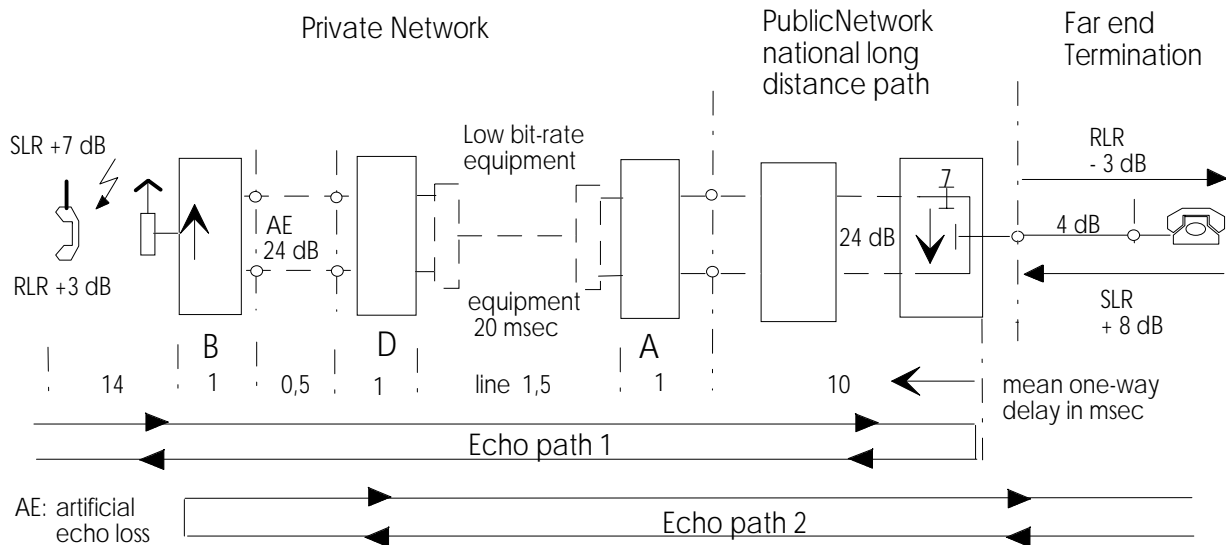 Private Network
PublicNetwork
national long
distance path
Far end
Termination
SLR +7 dB
RLR +3 dB
AE
24 dB
Low bit-rate
equipment
equipment
20 msec
24 dB
7
RLR
- 3 dB
4 dB
SLR
+ 8 dB
B
D
A
14
1
0,5
1
line 1,5
1
10
mean one-way
delay in msec
Echo path 1
AE: artificial
echo loss
Echo path 2